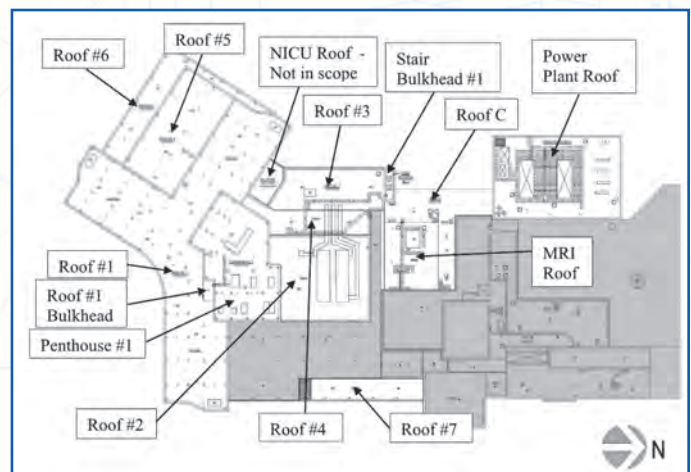 Roof #6
Roof #5
NICU Roof -
Not in scope
Stair
Bulkhead #1
Power
Plant Roof
Roof #3
Roof C
Roof #1
Roof #1
Bulkhead
Penthouse #1
MRI
Roof
Roof #2
Roof #4
Roof #7
N